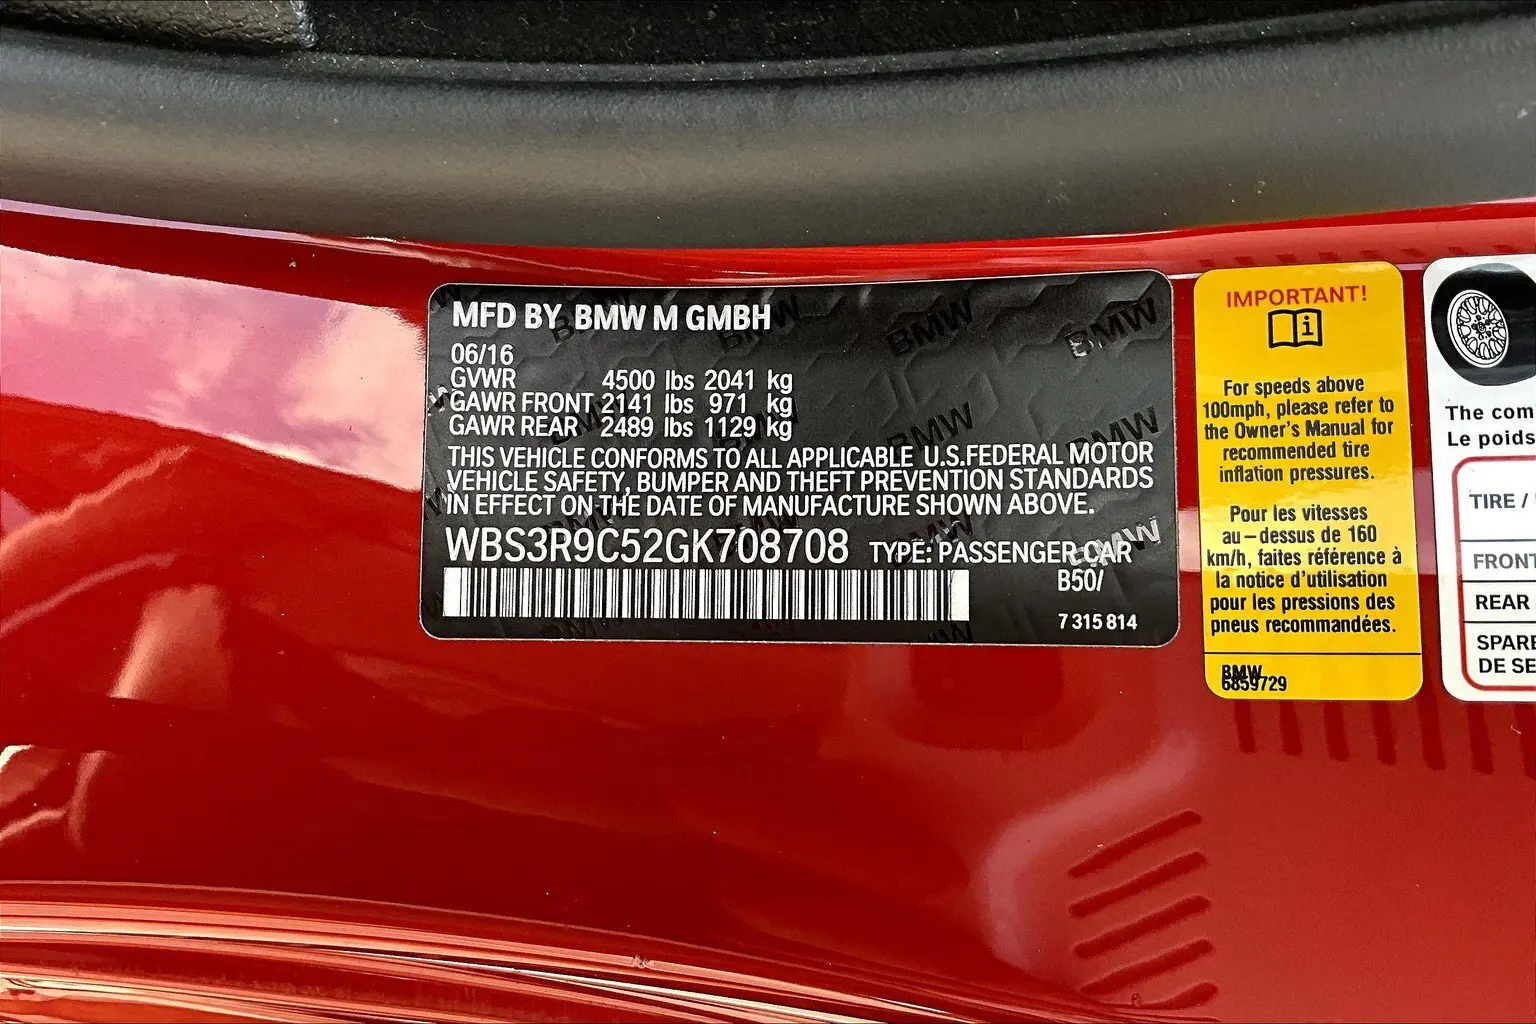 MFD BY BMW M GMBH
06/16
GVWR 4500 lbs 2041 kg
GAWR FRONT 2141 lbs 971 kg
GAWR REAR 2489 lbs 1129 kg
THIS VEHICLE CONFORMS TO ALL APPLICABLE U.S.FEDERAL MOTOR
VEHICLE SAFETY, BUMPER AND THEFT PREVENTION STANDARDS
IN EFFECT ON THE DATE OF MANUFACTURE SHOWN ABOVE.
WBS3R9C52GK708708 TYPE: PASSENGER CAR
B50/
7 315 814
IMPORTANT!
For speeds above
100mph, please refer to
the Owner's Manual for
recommended tire
inflation pressures.
Pour les vitesses
au-dessus de 160
km/h, faites référence à
la notice d'utilisation
pour les pressions des
pneus recommandées.
BMW
6859729
The com
Le poids
TIRE /
FRONT
REAR
SPARE
DE SE